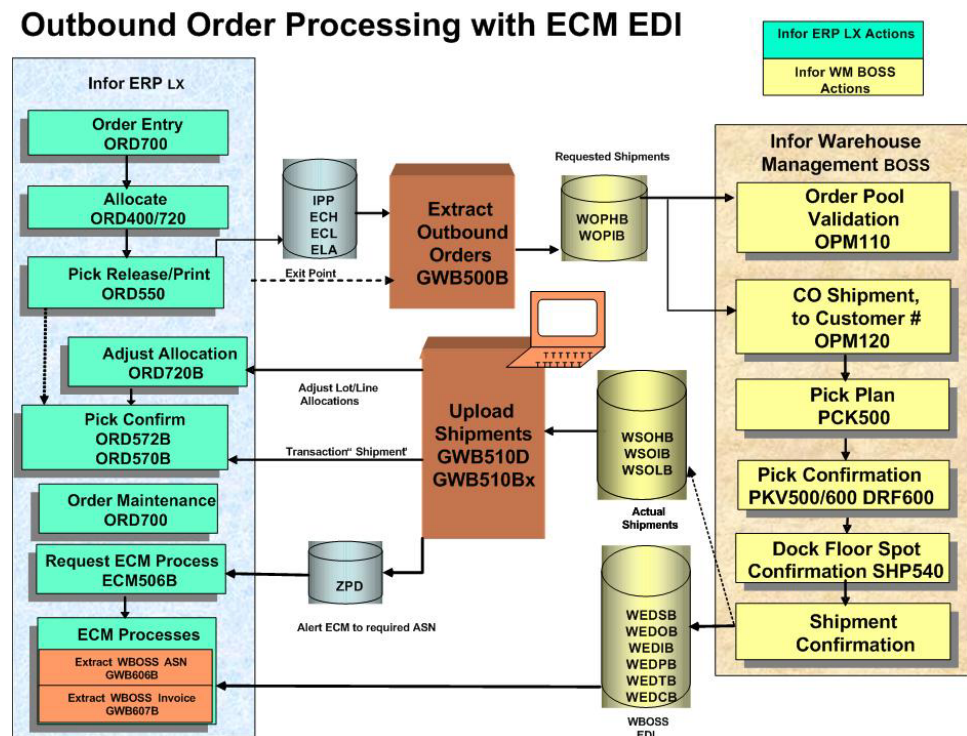 Outbound Order Processing with ECM EDI
Infor ERP LX Actions
Infor WM BOSS
Actions
Infor ERP LX
Order Entry
ORD700
Allocate
ORD400/720
Pick Release/Print
ORD550
Adjust Allocation
ORD720B
Pick Confirm
ORD572B
ORD570B
Order Maintenance
ORD700
Request ECM Process
ECM506B
ECM Processes
Extract WBOSS ASN
GWB606B
Extract WBOSS Invoice
GWB607B
IPP
ECH
ECL
ELA
Exit Point
Extract
Outbound
Orders
GWB500B
Requested Shipments
WOPHB
WOPIB
Adjust Lot/Line
Allocations
Transaction" Shipment'
Upload
Shipments
GWB510D
GWB510Bx
TTTTTTT
TTTTTTT
WSOHB
WSOIB
WSOLB
Actual
Shipments
ZPD
Alert ECM to required ASN
WEDSB
WEDOB
WEDIB
WEDPB
WEDTB
WEDCB
WBOSS
EDI
Infor Warehouse
Management BOSS
Order Pool
Validation
OPM110
CO Shipment,
to Customer #
OPM120
Pick Plan
PCK500
Pick Confirmation
PKV500/600 DRF600
Dock Floor Spot
Confirmation SHP540
Shipment
Confirmation